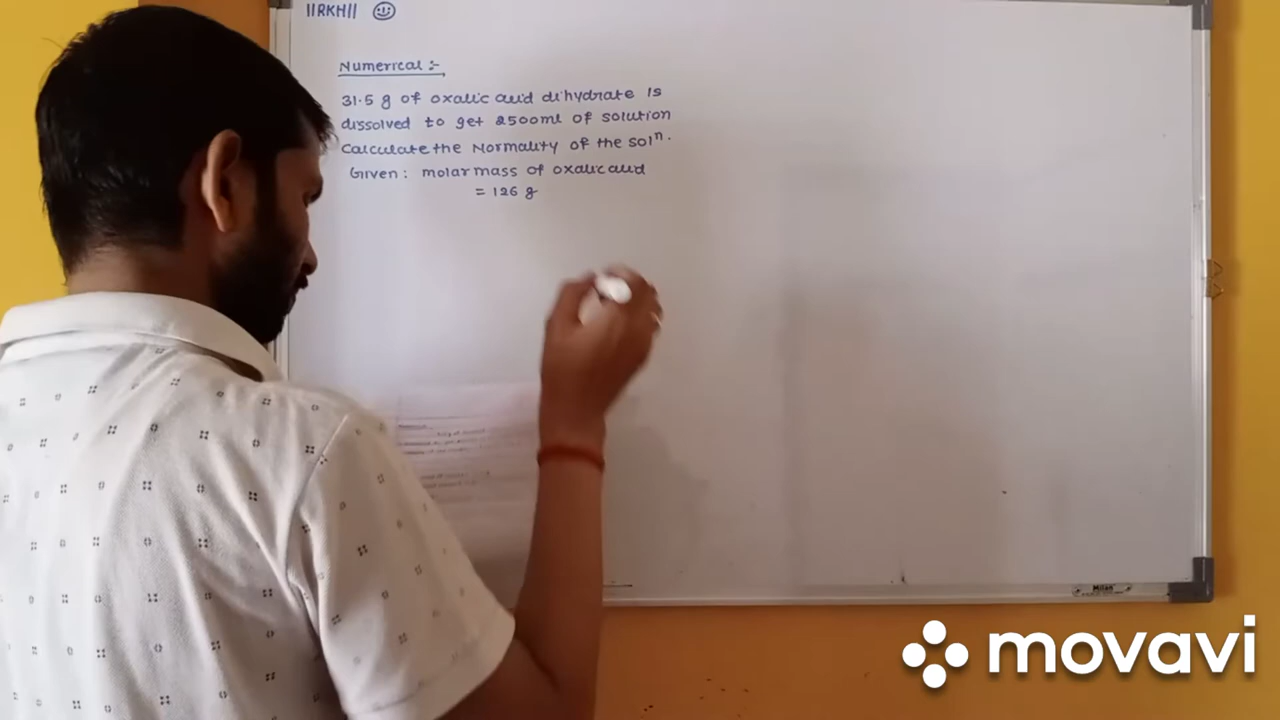 ||RKH|| ☺
Numerical :-
31.5 g of oxalic acid dihydrate is
dissolved to get 2500ml of solution
Calculate the Normality of the solⁿ.
Given : molar mass of oxalic acid
= 126 g
Milan
movavi